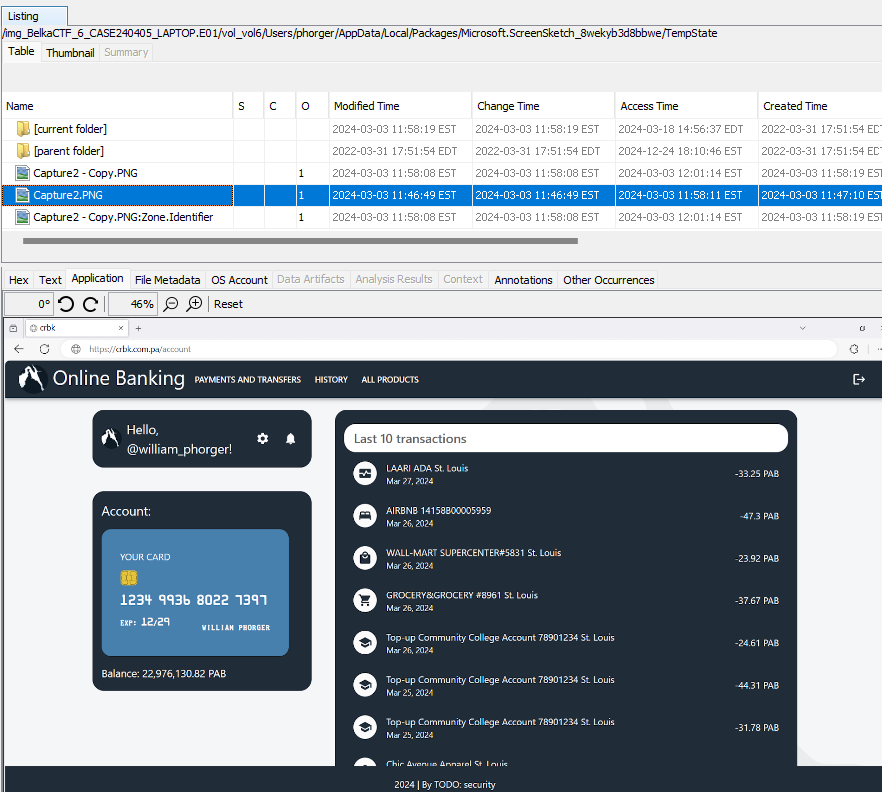 Listing
/img_BelkaCTF_6_CASE240405_LAPTOP.E01/vol_vol6/Users/phorger/AppData/Local/Packages/Microsoft.ScreenSketch_8wekyb3d8bbwe/TempState
Table Thumbnail Summary
Name S C O Modified Time Change Time Access Time Created Time
[current folder] 2024-03-03 11:58:19 EST 2024-03-03 11:58:19 EST 2024-03-18 14:56:37 EDT 2022-03-31 17:51:54 EDT
[parent folder] 2022-03-31 17:51:54 EDT 2022-03-31 17:51:54 EDT 2024-12-24 18:10:46 EST 2022-03-31 17:51:54 EDT
Capture2 - Copy.PNG 1 2024-03-03 11:58:08 EST 2024-03-03 11:58:08 EST 2024-03-03 12:01:14 EST 2024-03-03 11:58:19 EST
Capture2.PNG 1 2024-03-03 11:46:49 EST 2024-03-03 11:46:49 EST 2024-03-03 11:58:11 EST 2024-03-03 11:47:10 EST
Capture2 - Copy.PNG:Zone.Identifier 1 2024-03-03 11:58:08 EST 2024-03-03 11:58:08 EST 2024-03-03 12:01:14 EST 2024-03-03 11:58:19 EST
Hex Text Application File Metadata OS Account Data Artifacts Analysis Results Context Annotations Other Occurrences
0° 46% Reset
crbk
https://crbk.com.pa/account
Online Banking PAYMENTS AND TRANSFERS HISTORY ALL PRODUCTS
Hello,
@william_phorger!
Account:
YOUR CARD
1234 9936 8022 7397
EXP: 12/29
WILLIAM PHORGER
Balance: 22,976,130.82 PAB
Last 10 transactions
LAARI ADA St. Louis
Mar 27, 2024
-33.25 PAB
AIRBNB 14158B00005959
Mar 26, 2024
-47.3 PAB
WALL-MART SUPERCENTER#5831 St. Louis
Mar 26, 2024
-23.92 PAB
GROCERY&GROCERY #8961 St. Louis
Mar 26, 2024
-37.67 PAB
Top-up Community College Account 78901234 St. Louis
Mar 26, 2024
-24.61 PAB
Top-up Community College Account 78901234 St. Louis
Mar 25, 2024
-44.31 PAB
Top-up Community College Account 78901234 St. Louis
Mar 25, 2024
-31.78 PAB
Chic Avenue Apparel St. Louis
2024 | By TODO: security